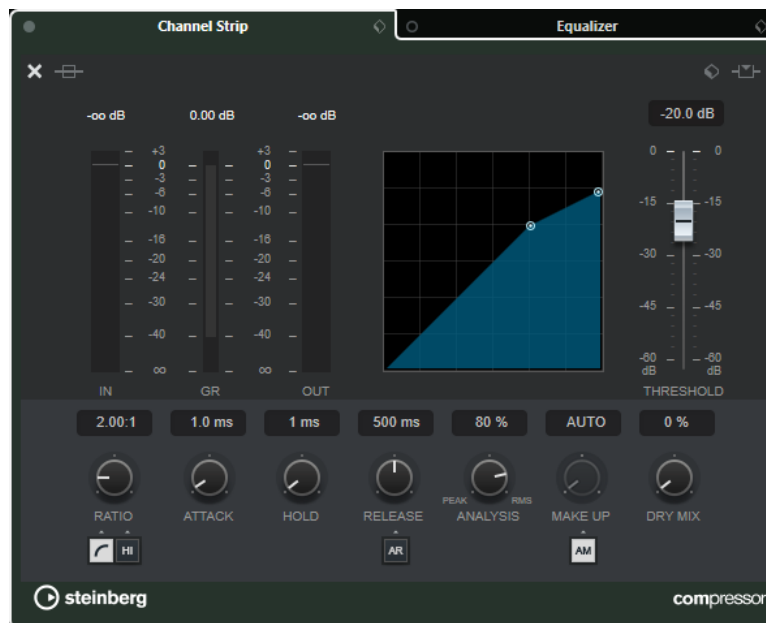 Channel Strip Equalizer
-oo dB 0.00 dB -oo dB -20.0 dB
+3 +3 0 0
0 0
-3 -3
-6 -6 -15 -15
-10 -10
-16 -16
-20 -20 -30 -30
-24 -24
-30 -30 -45 -45
-40 -40
∞ ∞ -60 -60
dB dB
IN GR OUT THRESHOLD
2.00:1 1.0 ms 1 ms 500 ms 80 % AUTO 0 %
PEAK RMS
RATIO ATTACK HOLD RELEASE ANALYSIS MAKE UP DRY MIX
HI AR AM
steinberg compressor